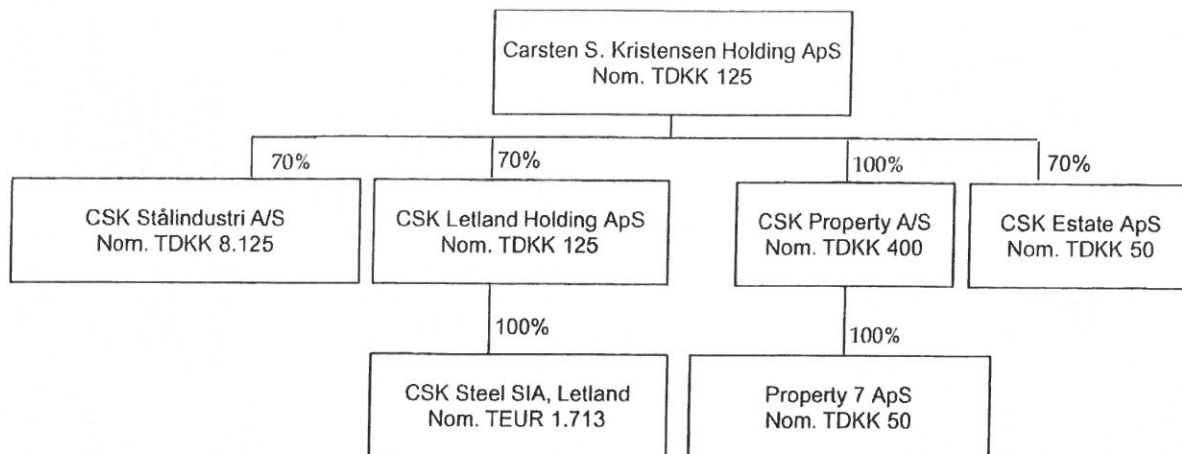 Carsten S. Kristensen Holding ApS
Nom. TDKK 125
70%
70%
100%
70%
CSK Stålindustri A/S
Nom. TDKK 8.125
CSK Letland Holding ApS
Nom. TDKK 125
CSK Property A/S
Nom. TDKK 400
CSK Estate ApS
Nom. TDKK 50
100%
100%
CSK Steel SIA, Letland
Nom. TEUR 1.713
Property 7 ApS
Nom. TDKK 50